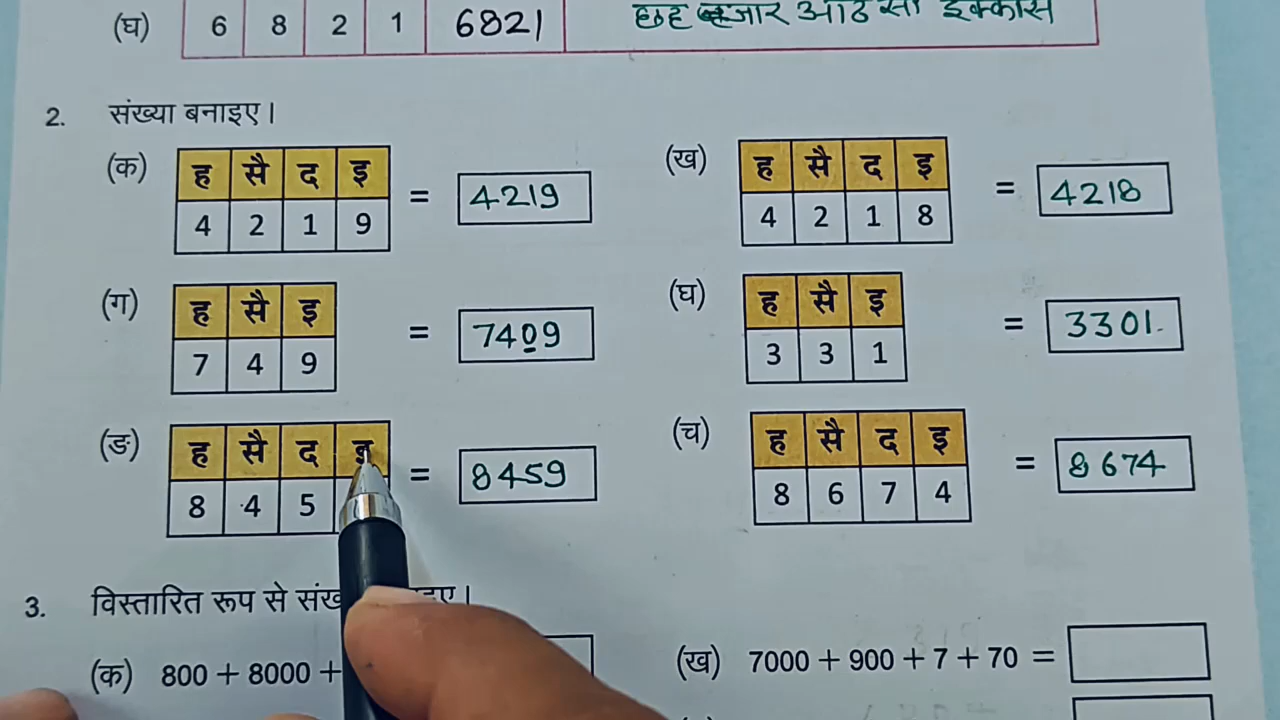 (घ) 6 8 2 1 6821 छह हजार आठ सौ इक्कीस
2. संख्या बनाइए।
(क) ह सै द इ = 4219 (ख) ह सै द इ = 4218
4 2 1 9 4 2 1 8
(ग) ह सै इ = 7409 (घ) ह सै इ = 3301
7 4 9 3 3 1
(ङ) ह सै द इ = 8459 (च) ह सै द इ = 8674
8 4 5 8 6 7 4
3. विस्तारित रूप से
(क) 800 + 8000 + (ख) 7000 + 900 + 7 + 70 =